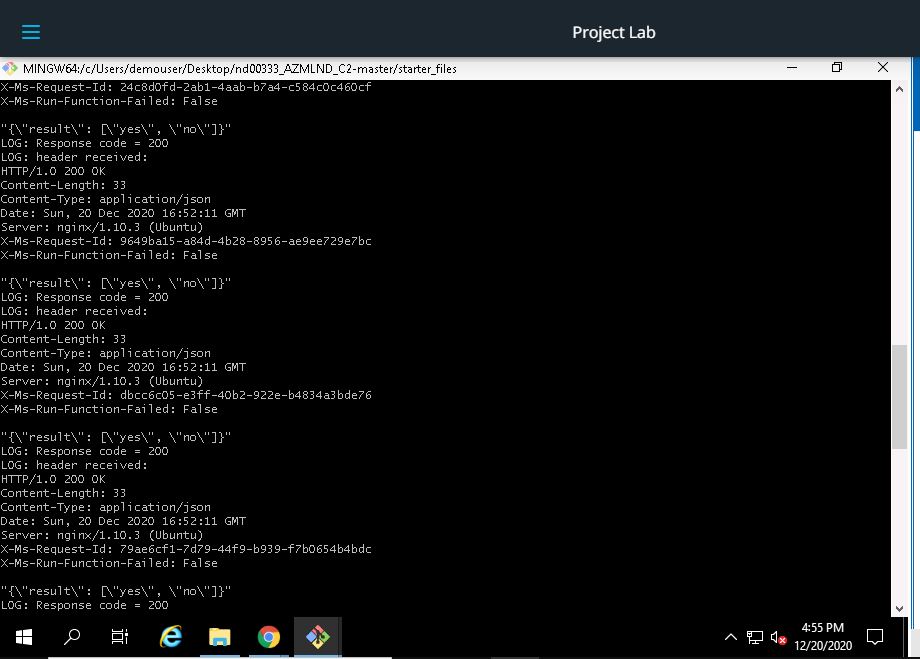 Project Lab
MINGW64:/c/Users/demouser/Desktop/nd00333_AZMLND_C2-master/starter_files
X-Ms-Request-Id: 24c8d0fd-2ab1-4aab-b7a4-c584c0c460cf
X-Ms-Run-Function-Failed: False
"{\"result\": [\"yes\", \"no\"]}"
LOG: Response code = 200
LOG: header received:
HTTP/1.0 200 OK
Content-Length: 33
Content-Type: application/json
Date: Sun, 20 Dec 2020 16:52:11 GMT
Server: nginx/1.10.3 (Ubuntu)
X-Ms-Request-Id: 9649ba15-a84d-4b28-8956-ae9ee729e7bc
X-Ms-Run-Function-Failed: False
"{\"result\": [\"yes\", \"no\"]}"
LOG: Response code = 200
LOG: header received:
HTTP/1.0 200 OK
Content-Length: 33
Content-Type: application/json
Date: Sun, 20 Dec 2020 16:52:11 GMT
Server: nginx/1.10.3 (Ubuntu)
X-Ms-Request-Id: dbcc6c05-e3ff-40b2-922e-b4834a3bde76
X-Ms-Run-Function-Failed: False
"{\"result\": [\"yes\", \"no\"]}"
LOG: Response code = 200
LOG: header received:
HTTP/1.0 200 OK
Content-Length: 33
Content-Type: application/json
Date: Sun, 20 Dec 2020 16:52:11 GMT
Server: nginx/1.10.3 (Ubuntu)
X-Ms-Request-Id: 79ae6cf1-7d79-44f9-b939-f7b0654b4bdc
X-Ms-Run-Function-Failed: False
"{\"result\": [\"yes\", \"no\"]}"
LOG: Response code = 200
4:55 PM
12/20/2020